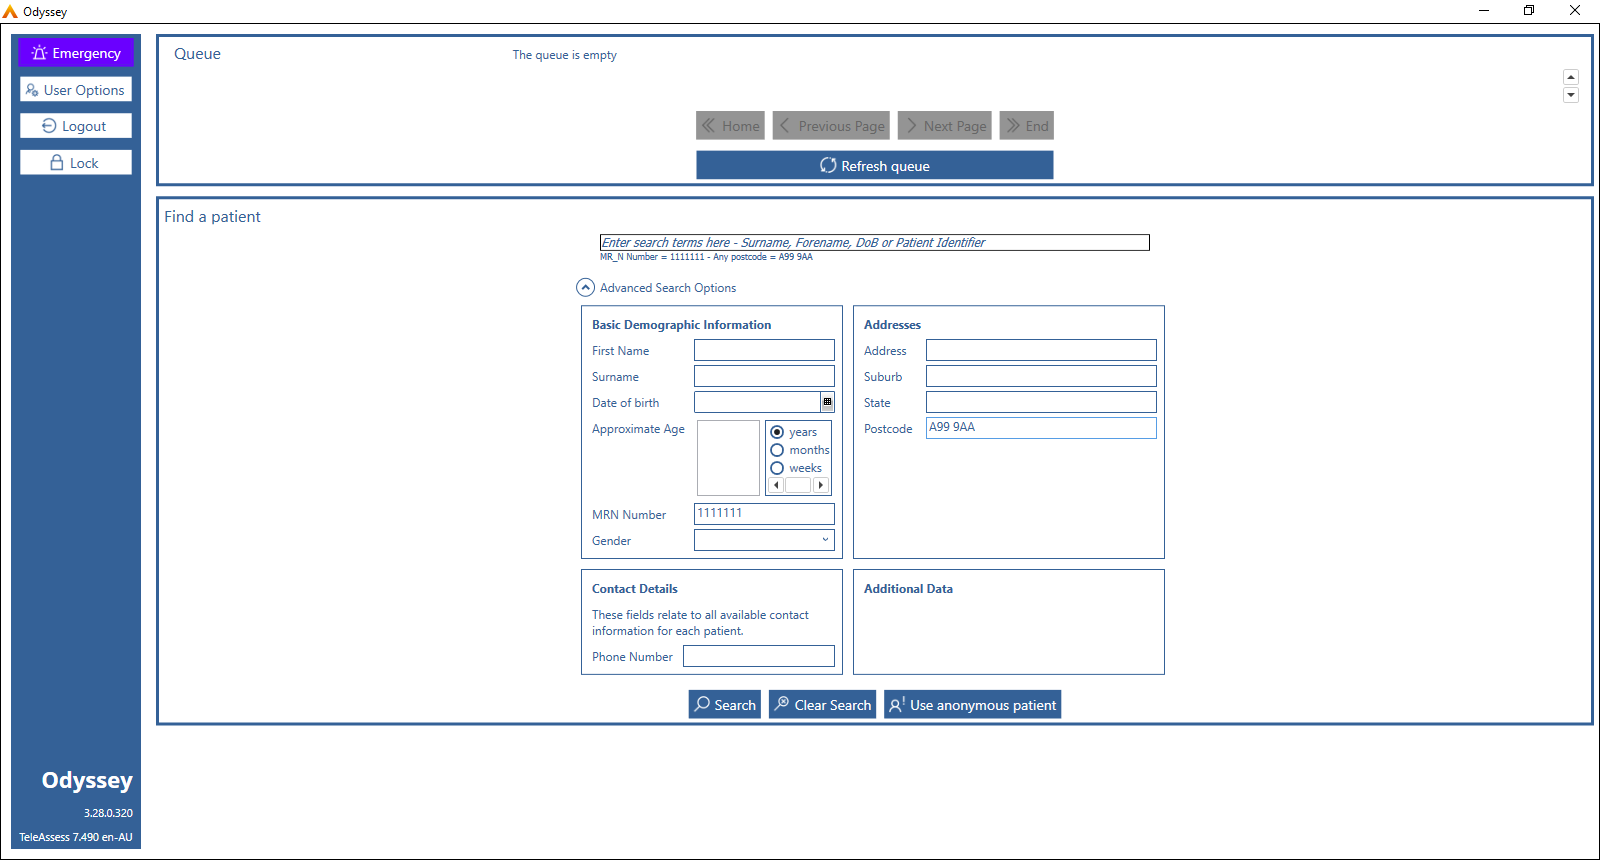 Odyssey
Emergency
User Options
Logout
Lock
Queue
The queue is empty
Home
Previous Page
Next Page
End
Refresh queue
Find a patient
Enter search terms here - Surname, Forename, DoB or Patient Identifier
MR_N Number = 1111111 - Any postcode = A99 9AA
Advanced Search Options
Basic Demographic Information
First Name
Surname
Date of birth
Approximate Age
years
months
weeks
MRN Number 1111111
Gender
Addresses
Address
Suburb
State
Postcode A99 9AA
Contact Details
These fields relate to all available contact
information for each patient.
Phone Number
Additional Data
Search
Clear Search
Use anonymous patient
Odyssey
3.28.0.320
TeleAssess 7.490 en-AU